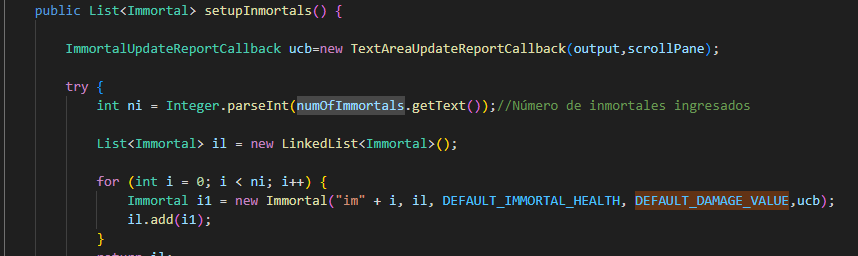 public List<Immortal> setupInmortals() {
ImmortalUpdateReportCallback ucb=new TextAreaUpdateReportCallback(output,scrollPane);
try {
int ni = Integer.parseInt(numOfImmortals.getText());//Número de inmortales ingresados
List<Immortal> il = new LinkedList<Immortal>();
for (int i = 0; i < ni; i++) {
Immortal i1 = new Immortal("im" + i, il, DEFAULT_IMMORTAL_HEALTH, DEFAULT_DAMAGE_VALUE,ucb);
il.add(i1);
}
return il;